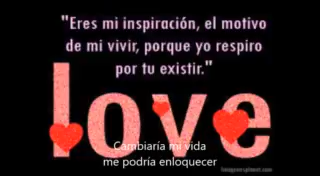 "Eres mi inspiración, el motivo
de mi vivir, porque yo respiro
por tu existir."
love
Cambiaría mi vida
me podría enloquecer